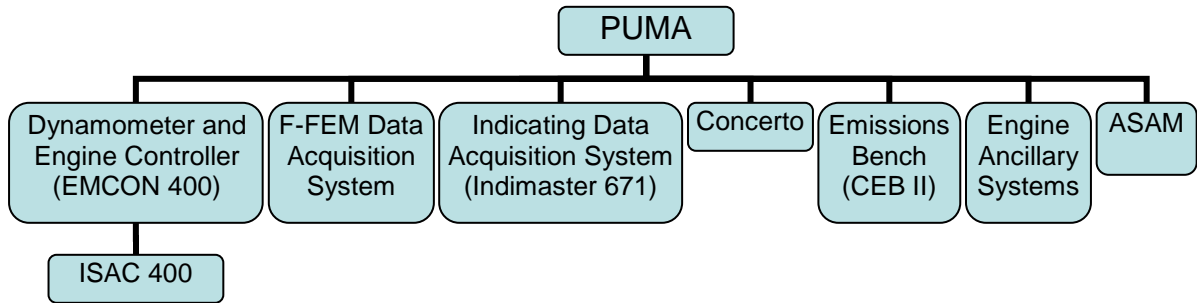 PUMA
Dynamometer and
Engine Controller
(EMCON 400)
F-FEM Data
Acquisition
System
Indicating Data
Acquisition System
(Indimaster 671)
Concerto
Emissions
Bench
(CEB II)
Engine
Ancillary
Systems
ASAM
ISAC 400